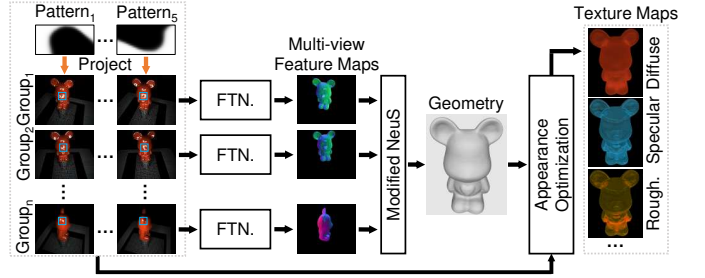 Pattern1 Pattern5
... 
Project
Group1
...
Group2
...
...
Groupn
...
FTN.
FTN.
FTN.
Multi-view
Feature Maps
...
Modified NeuS
Geometry
Appearance
Optimization
Texture Maps
Diffuse
Specular
Rough.
...